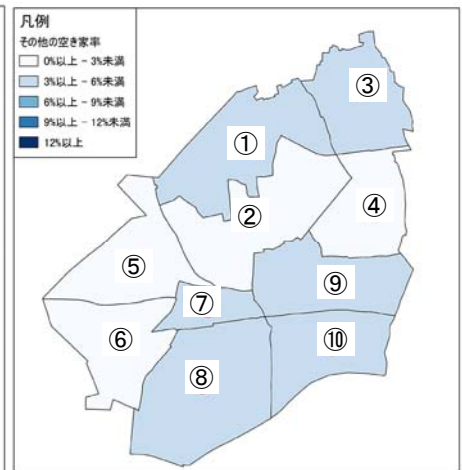 凡例
その他の空き家率
0%以上 - 3%未満
3%以上 - 6%未満
6%以上 - 9%未満
9%以上 - 12%未満
12%以上
③
①
②
④
⑤
⑨
⑦
⑥
⑩
⑧